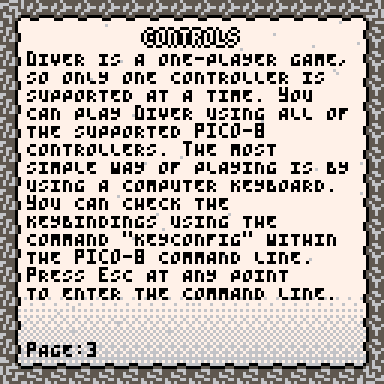 CONTROLS
Diver is a one-player game,
so only one controller is
supported at a time. You
can play Diver using all of
the supported PICO-8
controllers. The most
simple way of playing is by
using a computer keyboard.
You can check the
keybindings using the
command "keyconfig" within
the PICO-8 command line.
Press Esc at any point
to enter the command line.
Page:3